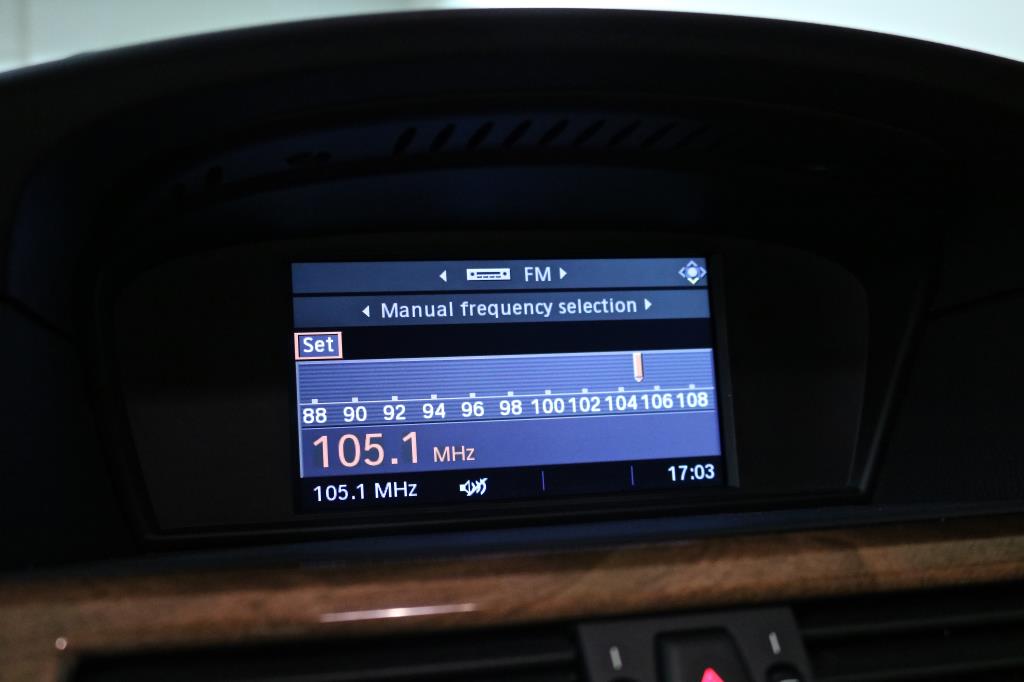 FM
Manual frequency selection
Set
88 90 92 94 96 98 100 102 104 106 108
105.1 MHz
105.1 MHz 17:03